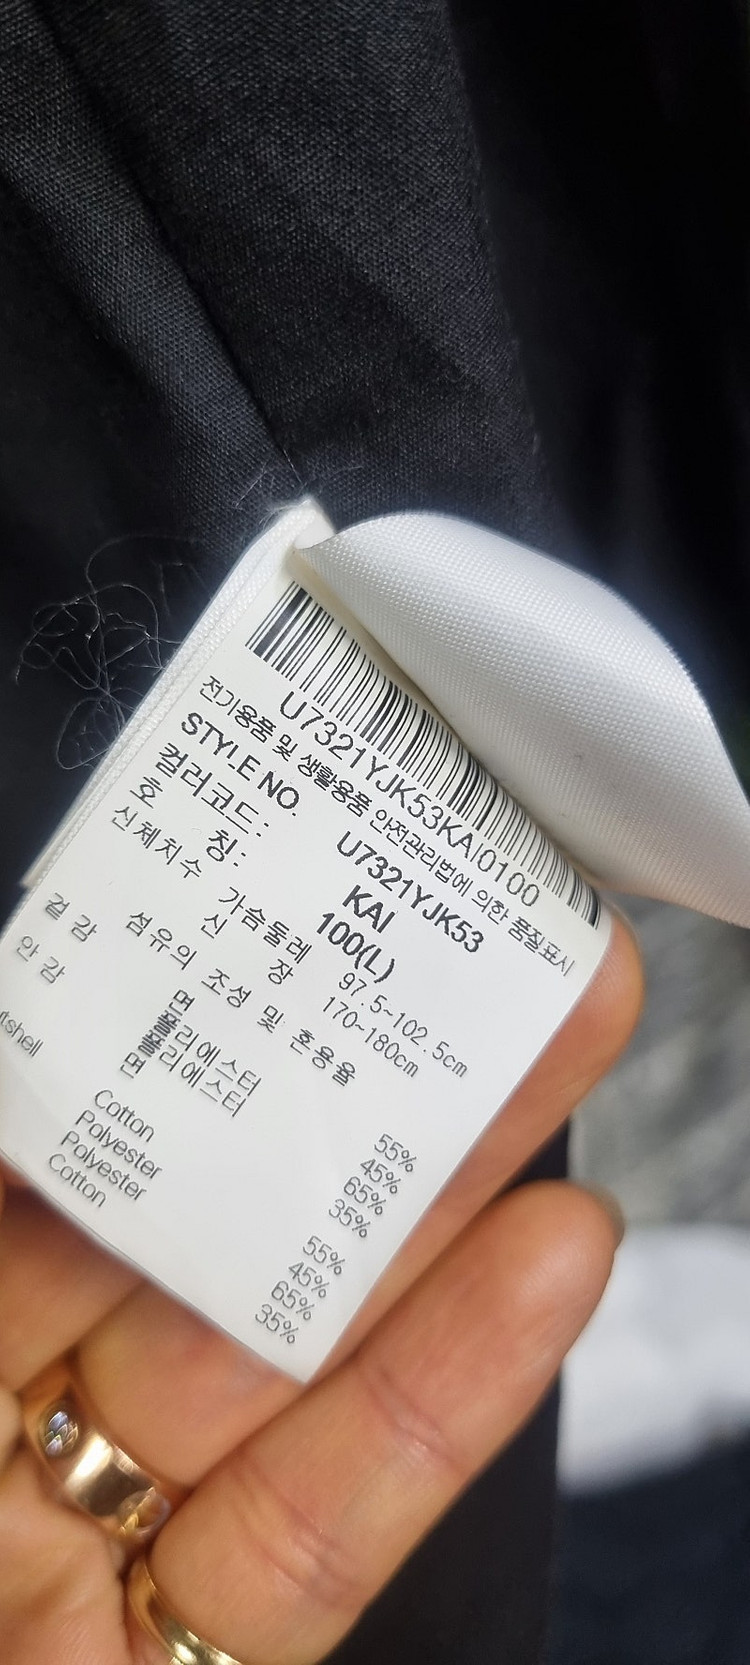 U7321YJK53KAI0100
전기용품 및 생활용품 안전관리법에 의한 품질표시
STYLE NO. U7321YJK53
컬러코드: KAI
호 칭: 100(L)
신체치수 가슴둘레 97.5~102.5cm
신 장 170~180cm
섬유의 조성 및 혼용율
겉감 면 55%
폴리에스터 45%
안감 폴리에스터 65%
면 35%
Cotton 55%
Polyester 45%
Polyester 65%
Cotton 35%